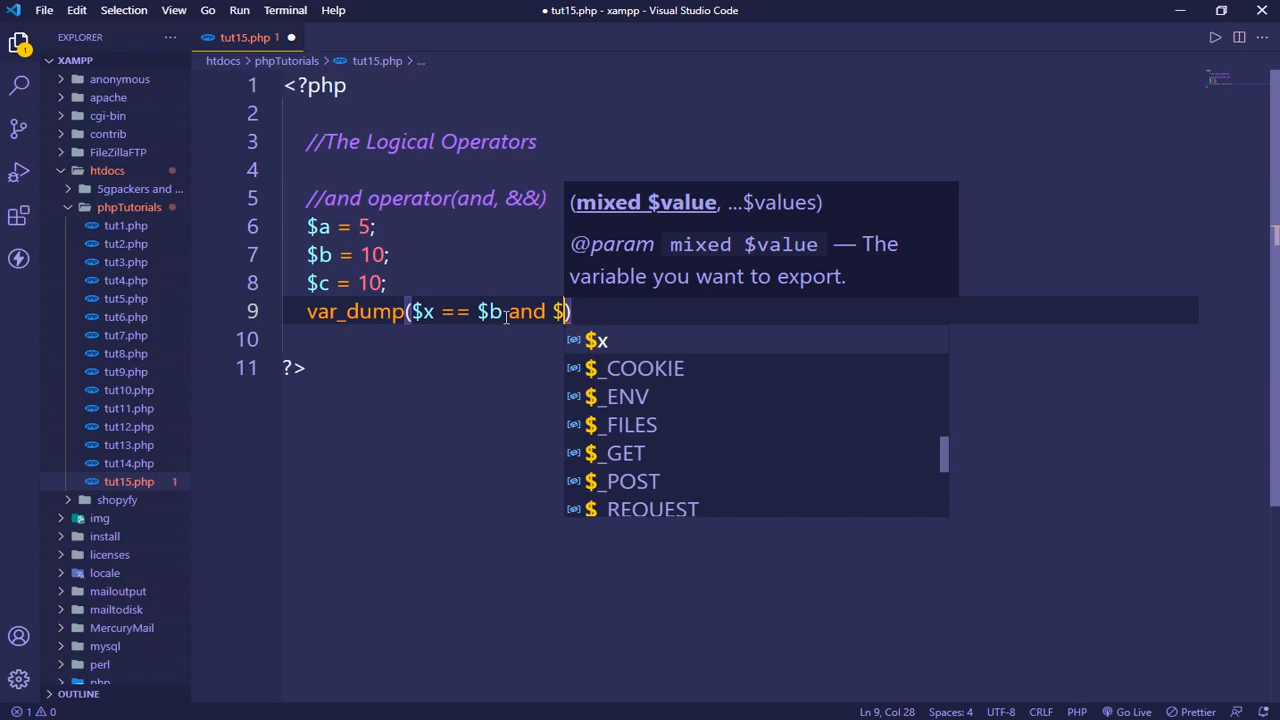 File Edit Selection View Go Run Terminal Help
● tut15.php - xampp - Visual Studio Code
EXPLORER
XAMPP
anonymous
apache
cgi-bin
contrib
FileZillaFTP
htdocs
5gpackers and ...
phpTutorials
tut1.php
tut2.php
tut3.php
tut4.php
tut5.php
tut6.php
tut7.php
tut8.php
tut9.php
tut10.php
tut11.php
tut12.php
tut13.php
tut14.php
tut15.php 1
shopyfy
img
install
licenses
locale
mailoutput
mailtodisk
MercuryMail
mysql
perl
php
OUTLINE
1
tut15.php 1 ●
htdocs > phpTutorials > tut15.php > ...
1 <?php
2
3 //The Logical Operators
4
5 //and operator(and, &&)
6 $a = 5;
7 $b = 10;
8 $c = 10;
9 var_dump($x == $b and $)
10
11 ?>
(mixed $value, ...$values)
@param mixed $value — The
variable you want to export.
$x
$_COOKIE
$_ENV
$_FILES
$_GET
$_POST
$_REQUEST
1 0
Ln 9, Col 28 Spaces: 4 UTF-8 CRLF PHP Go Live Prettier